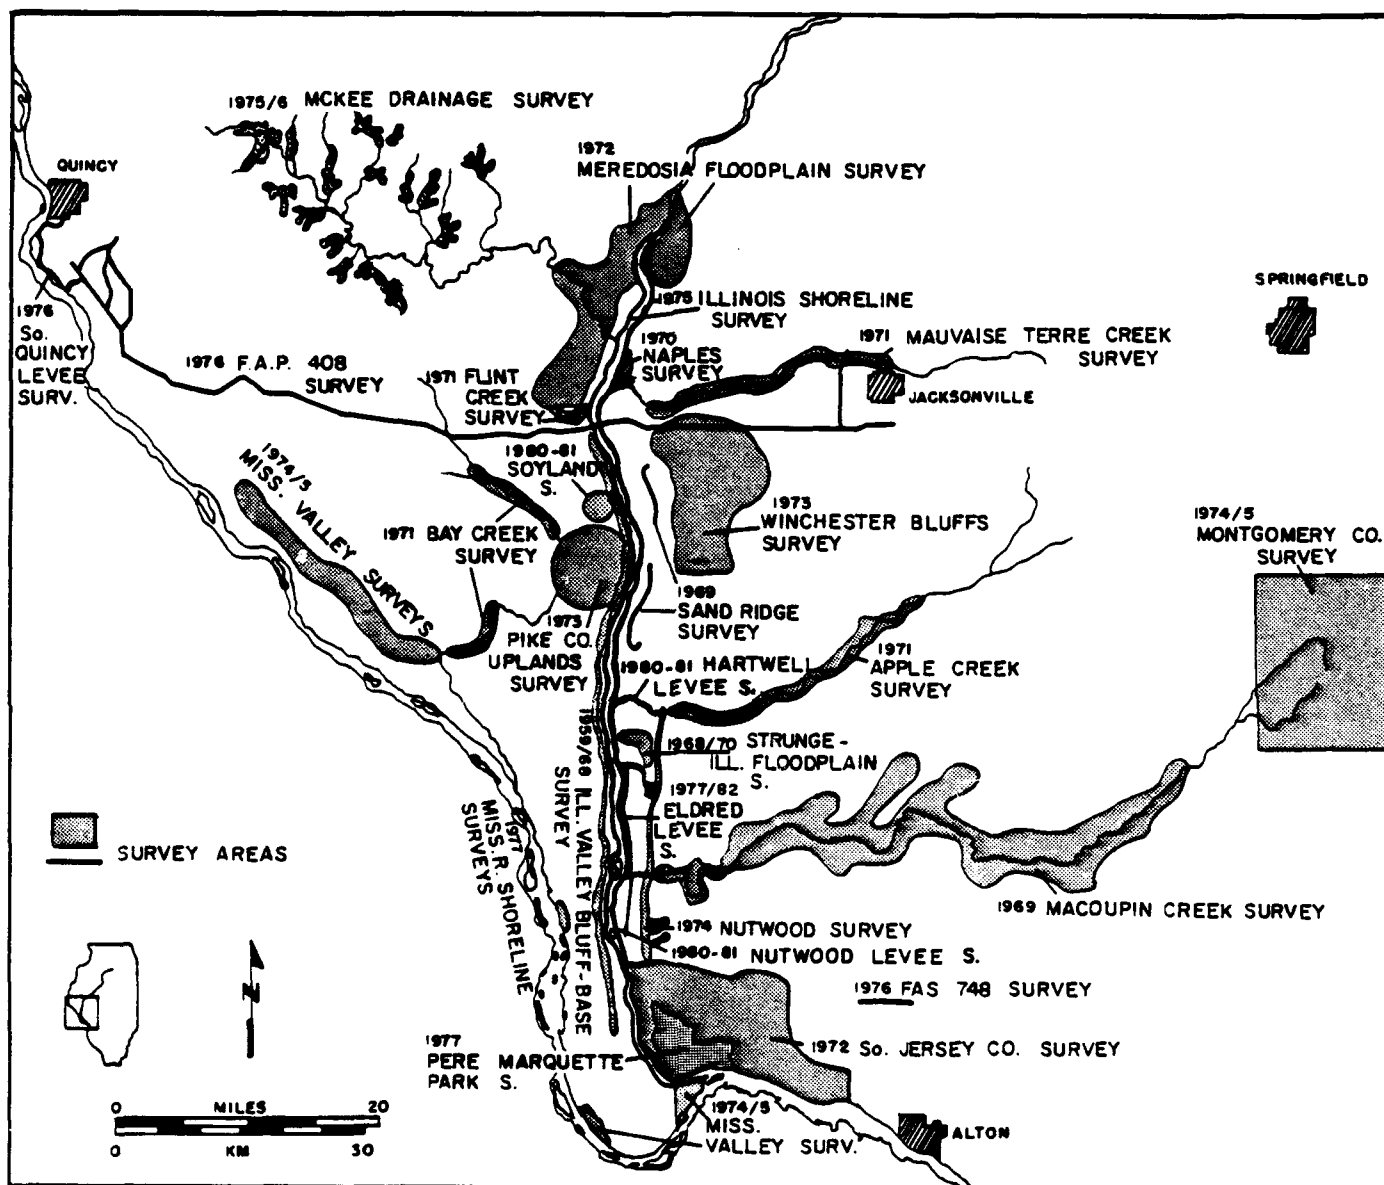 1975/6 MCKEE DRAINAGE SURVEY
1972
MEREDOSIA FLOODPLAIN SURVEY
QUINCY
SPRINGFIELD
1976
So.
QUINCY
LEVEE
SURV.
1975 ILLINOIS SHORELINE
SURVEY
1970
NAPLES
SURVEY
1971 MAUVAISE TERRE CREEK
SURVEY
JACKSONVILLE
1976 F.A.P. 408
SURVEY
1971 FLINT
CREEK
SURVEY
1980-81
SOYLAND
S.
1974/5
MISS. VALLEY SURVEYS
1971 BAY CREEK
SURVEY
1973
WINCHESTER BLUFFS
SURVEY
1974/5
MONTGOMERY CO.
SURVEY
1969
SAND RIDGE
SURVEY
1973
PIKE CO.
UPLANDS
SURVEY
1971
APPLE CREEK
SURVEY
1980-81 HARTWELL
LEVEE S.
1959/68 ILL. VALLEY BLUFF-BASE
SURVEY
1968/70 STRUNGE-
ILL. FLOODPLAIN
S.
1977/82
ELDRED
LEVEE
S.
1977
MISS. R. SHORELINE
SURVEYS
SURVEY AREAS
1969 MACOUPIN CREEK SURVEY
1974 NUTWOOD SURVEY
1980-81 NUTWOOD LEVEE S.
1976 FAS 748 SURVEY
N
1977
PERE MARQUETTE
PARK S.
1972 So. JERSEY CO. SURVEY
1974/5
MISS.
VALLEY SURV.
ALTON
0 MILES 20
0 KM 30